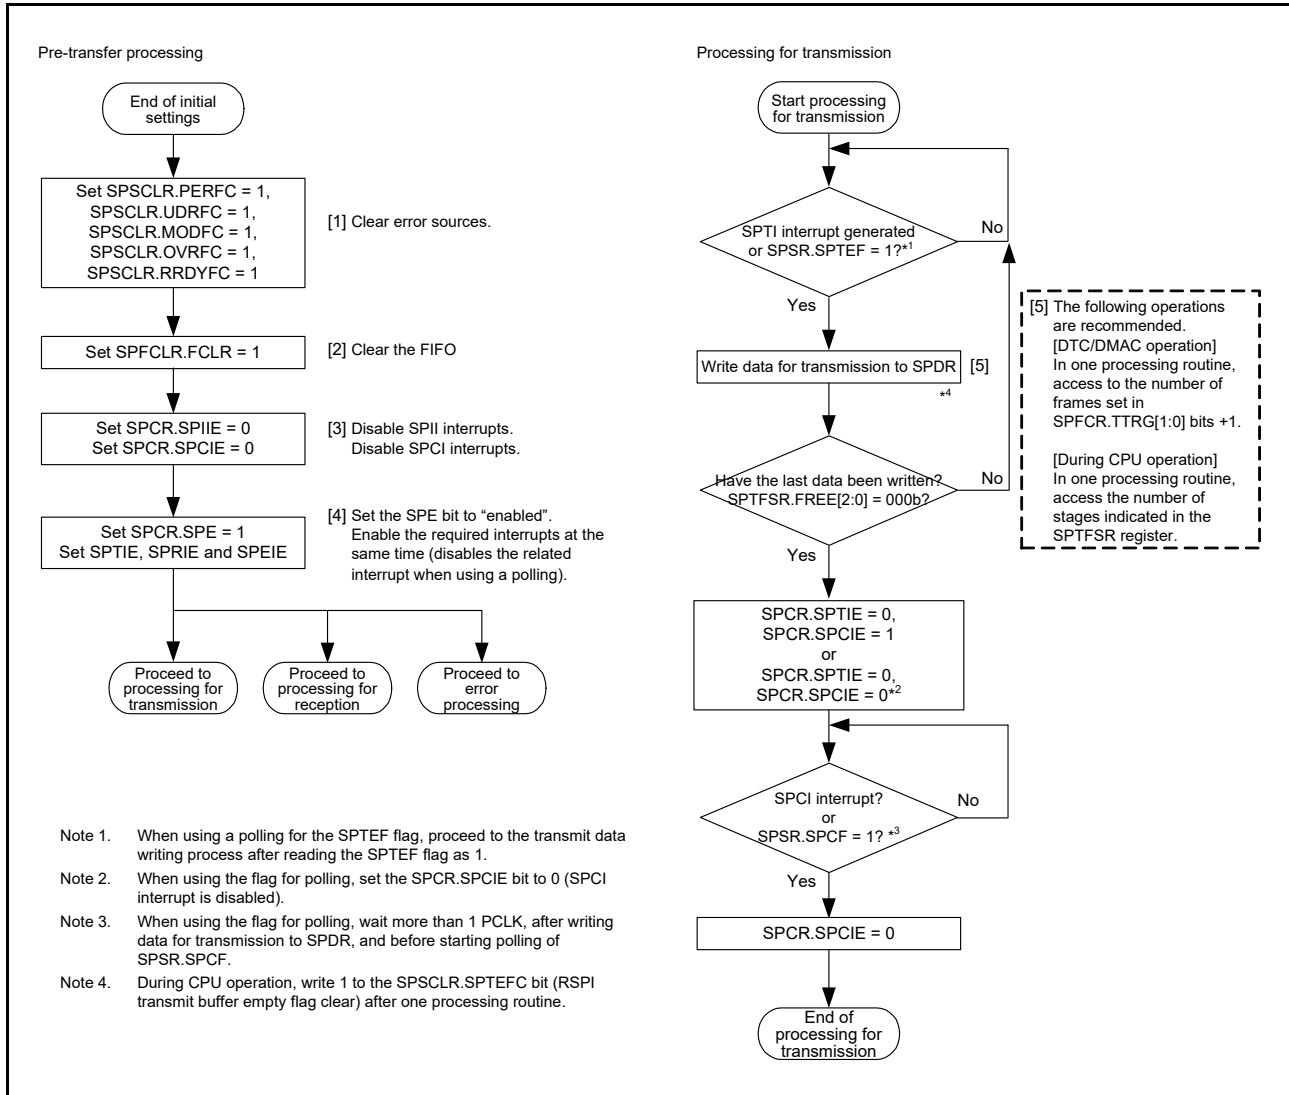 Pre-transfer processing
End of initial
settings
Set SPSCLR.PERFC = 1,
SPSCLR.UDRFC = 1,
SPSCLR.MODFC = 1,
SPSCLR.OVRFC = 1,
SPSCLR.RRDYFC = 1
[1] Clear error sources.
Set SPFCLR.FCLR = 1
[2] Clear the FIFO
Set SPCR.SPIIE = 0
Set SPCR.SPCIE = 0
[3] Disable SPII interrupts.
Disable SPCI interrupts.
Set SPCR.SPE = 1
Set SPTIE, SPRIE and SPEIE
[4] Set the SPE bit to “enabled”.
Enable the required interrupts at the
same time (disables the related
interrupt when using a polling).
Proceed to
processing for
transmission
Proceed to
processing for
reception
Proceed to
error
processing
Note 1. When using a polling for the SPTEF flag, proceed to the transmit data
writing process after reading the SPTEF flag as 1.
Note 2. When using the flag for polling, set the SPCR.SPCIE bit to 0 (SPCI
interrupt is disabled).
Note 3. When using the flag for polling, wait more than 1 PCLK, after writing
data for transmission to SPDR, and before starting polling of
SPSR.SPCF.
Note 4. During CPU operation, write 1 to the SPSCLR.SPTEFC bit (RSPI
transmit buffer empty flag clear) after one processing routine.
Processing for transmission
Start processing
for transmission
SPTI interrupt generated
or SPSR.SPTEF = 1?*1
No
Yes
Write data for transmission to SPDR
[5]
*4
Have the last data been written?
SPTFSR.FREE[2:0] = 000b?
No
Yes
SPCR.SPTIE = 0,
SPCR.SPCIE = 1
or
SPCR.SPTIE = 0,
SPCR.SPCIE = 0*2
SPCI interrupt?
or
SPSR.SPCF = 1? *3
No
Yes
SPCR.SPCIE = 0
End of
processing for
transmission
[5] The following operations
are recommended.
[DTC/DMAC operation]
In one processing routine,
access to the number of
frames set in
SPFCR.TTRG[1:0] bits +1.
[During CPU operation]
In one processing routine,
access the number of
stages indicated in the
SPTFSR register.